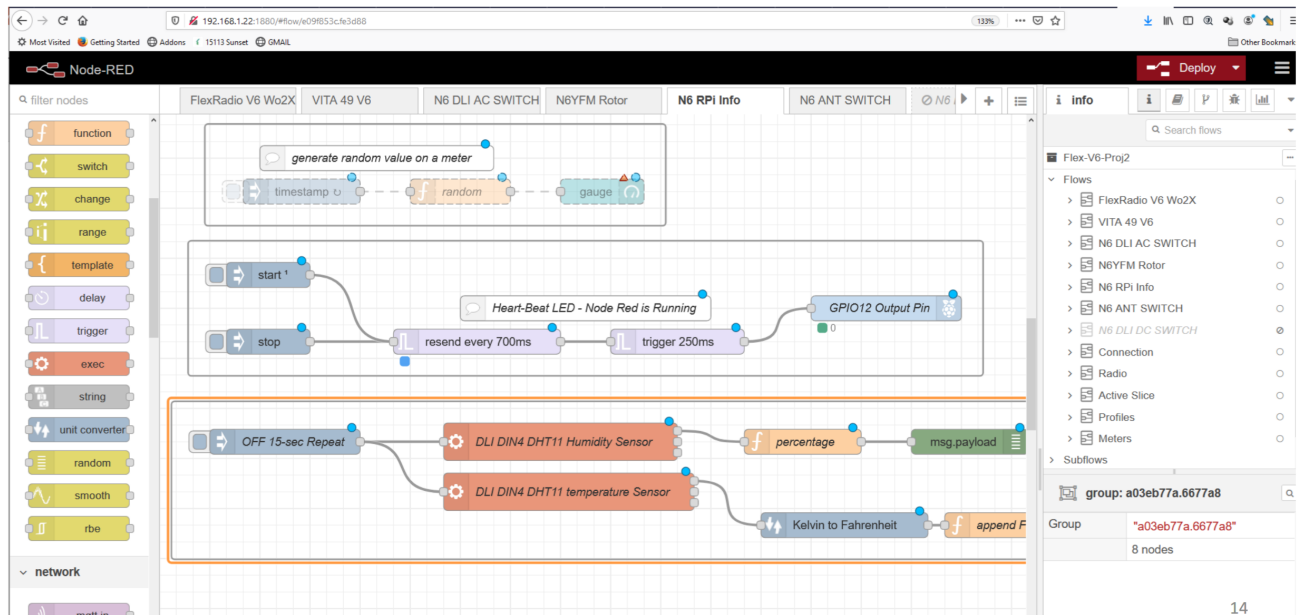 192.168.1.22:1880/#flow/e09f853c.fe3d88
133%
Most Visited Getting Started Addons 15113 Sunset GMAIL
Other Bookmark
Node-RED
Deploy
filter nodes
FlexRadio V6 Wo2X VITA 49 V6 N6 DLI AC SWITCH N6YFM Rotor N6 RPi Info N6 ANT SWITCH N6
info
i
function
switch
change
range
template
delay
trigger
exec
string
unit converter
random
smooth
rbe
network
mqtt in
generate random value on a meter
timestamp ↻
random
gauge
start ¹
stop
Heart-Beat LED - Node Red is Running
resend every 700ms
trigger 250ms
GPIO12 Output Pin
0
OFF 15-sec Repeat
DLI DIN4 DHT11 Humidity Sensor
percentage
msg.payload
DLI DIN4 DHT11 temperature Sensor
Kelvin to Fahrenheit
append F
Search flows
Flex-V6-Proj2
Flows
FlexRadio V6 Wo2X
VITA 49 V6
N6 DLI AC SWITCH
N6YFM Rotor
N6 RPi Info
N6 ANT SWITCH
N6 DLI DC SWITCH
Connection
Radio
Active Slice
Profiles
Meters
Subflows
group: a03eb77a.6677a8
Group "a03eb77a.6677a8"
8 nodes
14